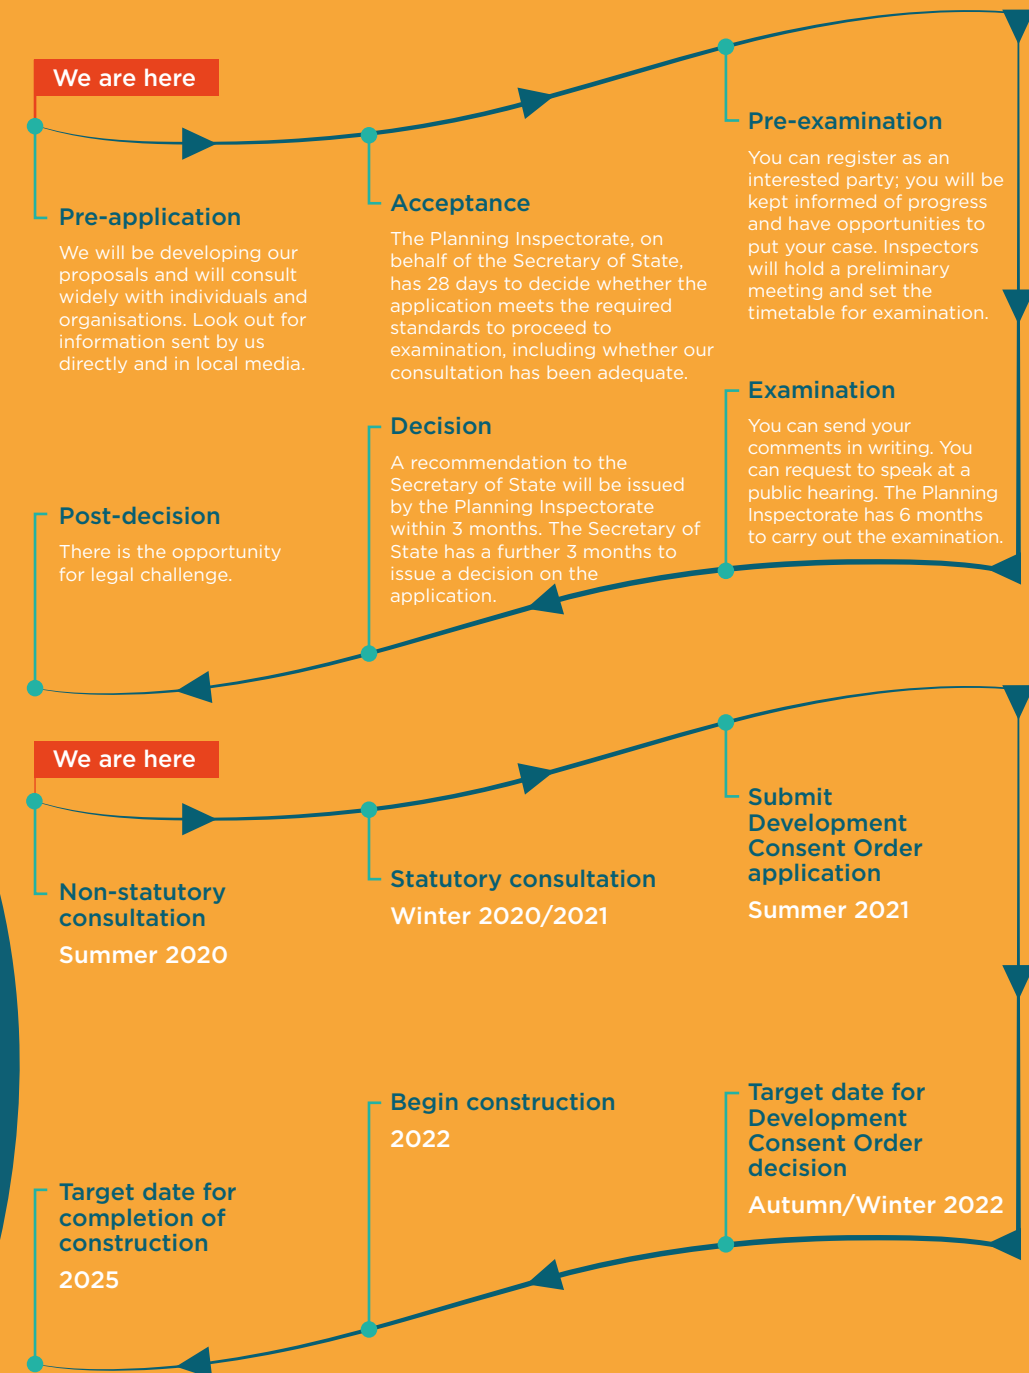 We are here
Pre-application
We will be developing our
proposals and will consult
widely with individuals and
organisations. Look out for
information sent by us
directly and in local media.
Acceptance
The Planning Inspectorate, on
behalf of the Secretary of State,
has 28 days to decide whether the
application meets the required
standards to proceed to
examination, including whether our
consultation has been adequate.
Pre-examination
You can register as an
interested party; you will be
kept informed of progress
and have opportunities to
put your case. Inspectors
will hold a preliminary
meeting and set the
timetable for examination.
Examination
You can send your
comments in writing. You
can request to speak at a
public hearing. The Planning
Inspectorate has 6 months
to carry out the examination.
Decision
A recommendation to the
Secretary of State will be issued
by the Planning Inspectorate
within 3 months. The Secretary of
State has a further 3 months to
issue a decision on the
application.
Post-decision
There is the opportunity
for legal challenge.
We are here
Non-statutory
consultation
Summer 2020
Statutory consultation
Winter 2020/2021
Submit
Development
Consent Order
application
Summer 2021
Target date for
Development
Consent Order
decision
Autumn/Winter 2022
Begin construction
2022
Target date for
completion of
construction
2025